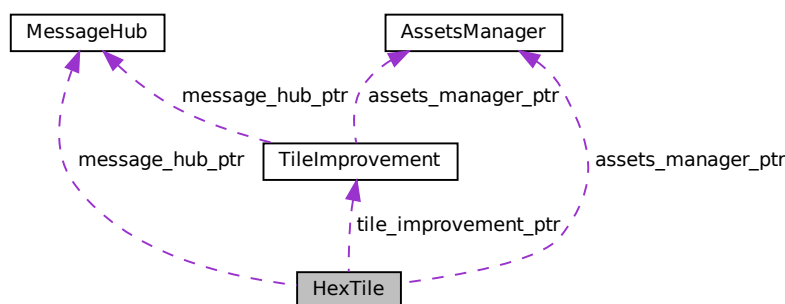 MessageHub
AssetsManager
message_hub_ptr
assets_manager_ptr
TileImprovement
message_hub_ptr
assets_manager_ptr
tile_improvement_ptr
HexTile